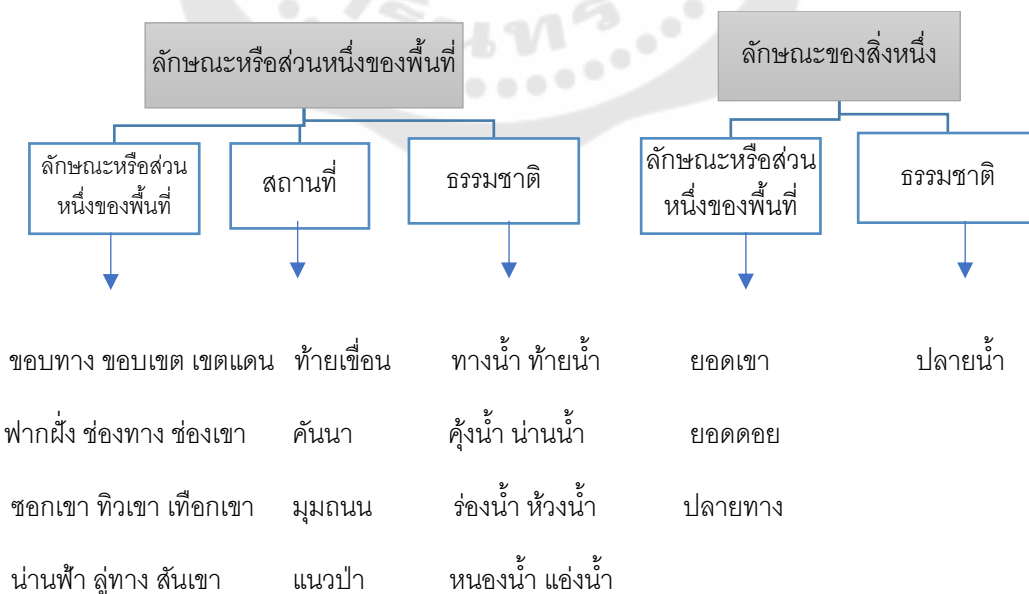 ลักษณะหรือส่วนหนึ่งของพื้นที่
ลักษณะของสิ่งหนึ่ง
ลักษณะหรือส่วน
หนึ่งของพื้นที่
สถานที่
ธรรมชาติ
ลักษณะหรือส่วน
หนึ่งของพื้นที่
ธรรมชาติ
ขอบทาง ขอบเขต เขตแดน ท้ายเขื่อน ทางน้ำ ท้ายน้ำ ยอดเขา ปลายน้ำ
ฟากฝั่ง ช่องทาง ช่องเขา คันนา คุ้งน้ำ น่านน้ำ ยอดดอย
ซอกเขา ทิวเขา เทือกเขา มุมถนน ร่องน้ำ ห้วงน้ำ ปลายทาง
น่านฟ้า ลู่ทาง สันเขา แนวป่า หนองน้ำ แอ่งน้ำ